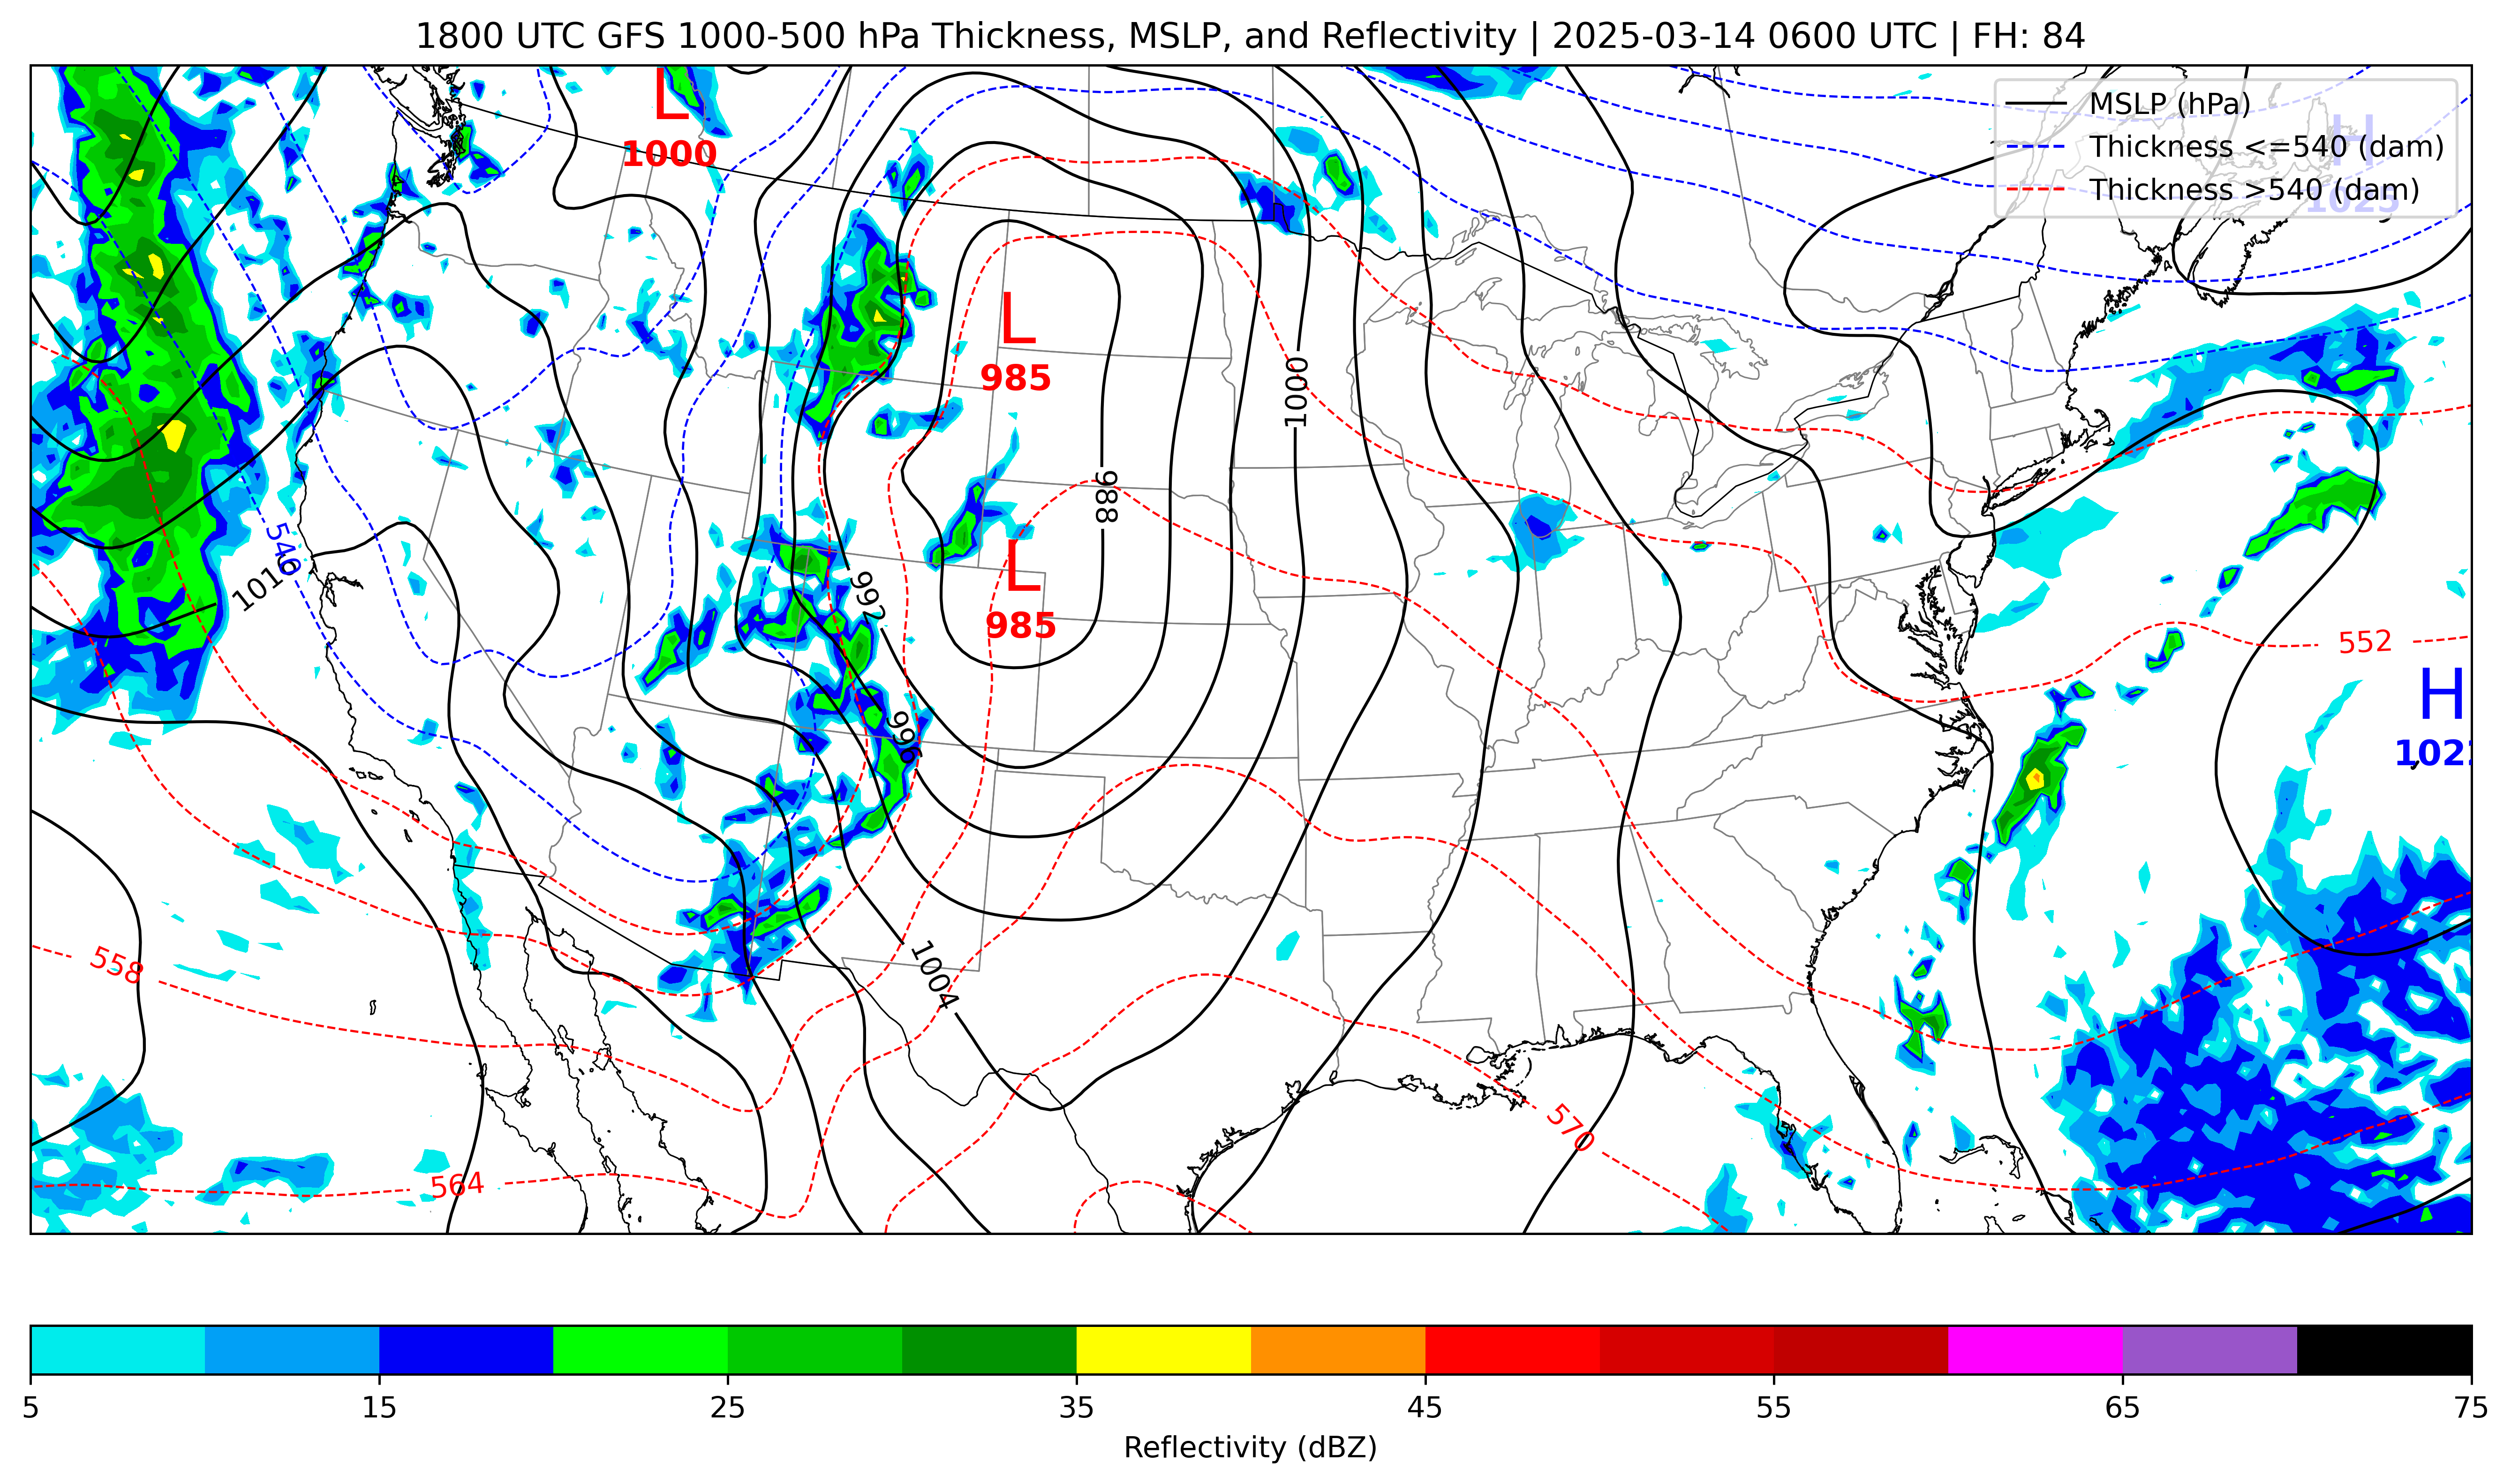 1800 UTC GFS 1000-500 hPa Thickness, MSLP, and Reflectivity | 2025-03-14 0600 UTC | FH: 84
L
1000
MSLP (hPa)
Thickness <=540 (dam)
Thickness >540 (dam)
H
1025
L
985
1000
988
540
1016
L
985
992
552
H
102
996
558
1004
570
564
5 15 25 35 45 55 65 75
Reflectivity (dBZ)